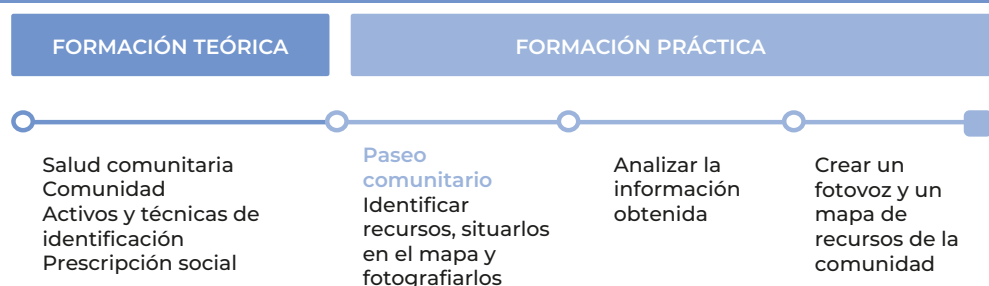 FORMACIÓN TEÓRICA
FORMACIÓN PRÁCTICA
Salud comunitaria
Comunidad
Activos y técnicas de
identificación
Prescripción social
Paseo
comunitario
Identificar
recursos, situarlos
en el mapa y
fotografiarlos
Analizar la
información
obtenida
Crear un
fotovoz y un
mapa de
recursos de la
comunidad